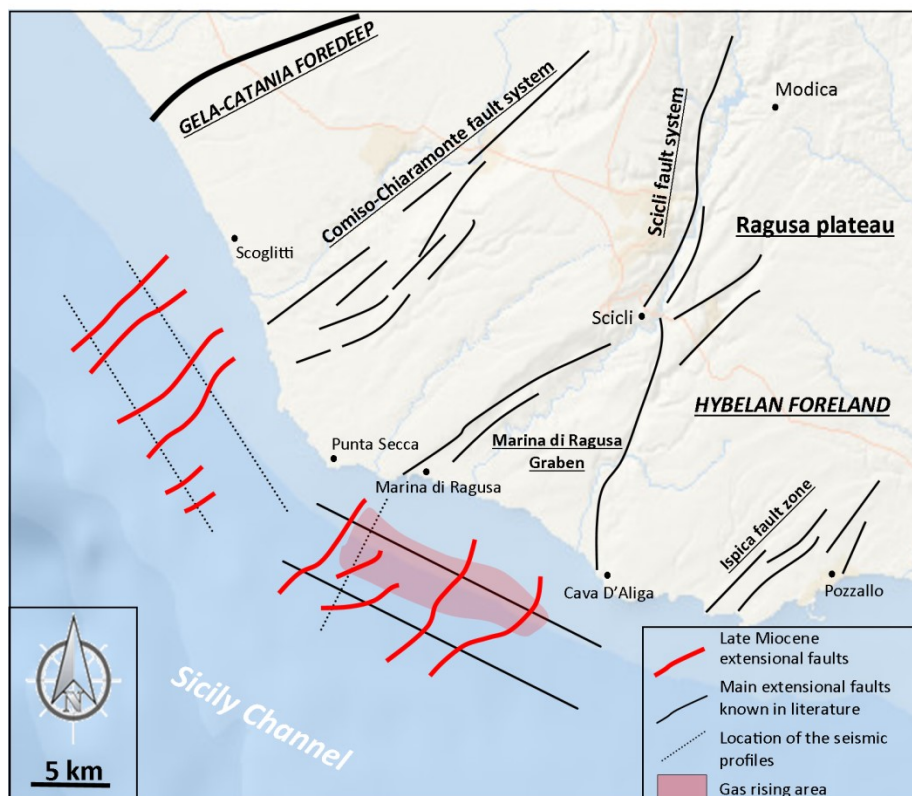 GELA-CATANIA FOREDEEP
Comiso-Chiaramonte fault system
Scicli fault system
Modica
Ragusa plateau
Scoglitti
Scicli
HYBELAN FORELAND
Punta Secca
Marina di Ragusa
Graben
Marina di Ragusa
Ispica fault zone
Cava D'Aliga
Pozzallo
Sicily Channel
N
5 km
Late Miocene
extensional faults
Main extensional faults
known in literature
Location of the seismic
profiles
Gas rising area